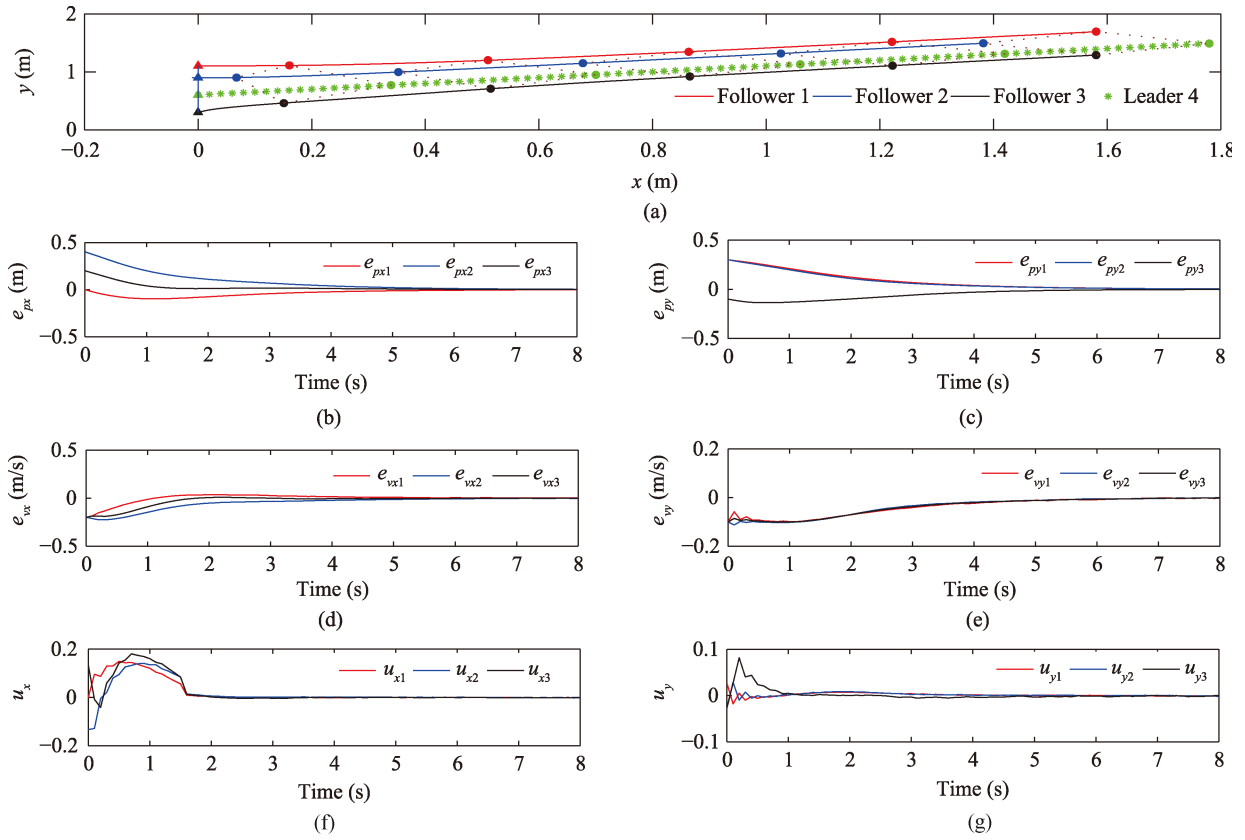 2
1
0
y (m)
Follower 1 Follower 2 Follower 3 Leader 4
−0.2 0 0.2 0.4 0.6 0.8 1 1.2 1.4 1.6 1.8
x (m)
(a)
0.5
0
−0.5
e_px (m)
e_px1 e_px2 e_px3
0 1 2 3 4 5 6 7 8
Time (s)
(b)
0.5
0
−0.5
e_py (m)
e_py1 e_py2 e_py3
0 1 2 3 4 5 6 7 8
Time (s)
(c)
0.5
0
−0.5
e_vx (m/s)
e_vx1 e_vx2 e_vx3
0 1 2 3 4 5 6 7 8
Time (s)
(d)
0.2
0
−0.2
e_vy (m/s)
e_vy1 e_vy2 e_vy3
0 1 2 3 4 5 6 7 8
Time (s)
(e)
0.2
0
−0.2
u_x
u_x1 u_x2 u_x3
0 1 2 3 4 5 6 7 8
Time (s)
(f)
0.1
0
−0.1
u_y
u_y1 u_y2 u_y3
0 1 2 3 4 5 6 7 8
Time (s)
(g)